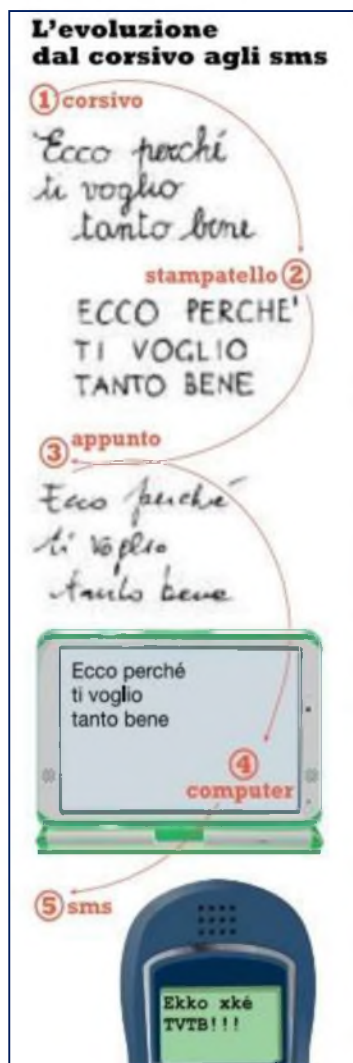 L'evoluzione
dal corsivo agli sms
1 corsivo
Ecco perché
ti voglio
tanto bene
stampatello 2
ECCO PERCHE'
TI VOGLIO
TANTO BENE
3 appunto
Ecco perché
ti voglio
tanto bene
Ecco perché
ti voglio
tanto bene
4
computer
5 sms
Ekko xké
TVTB!!!